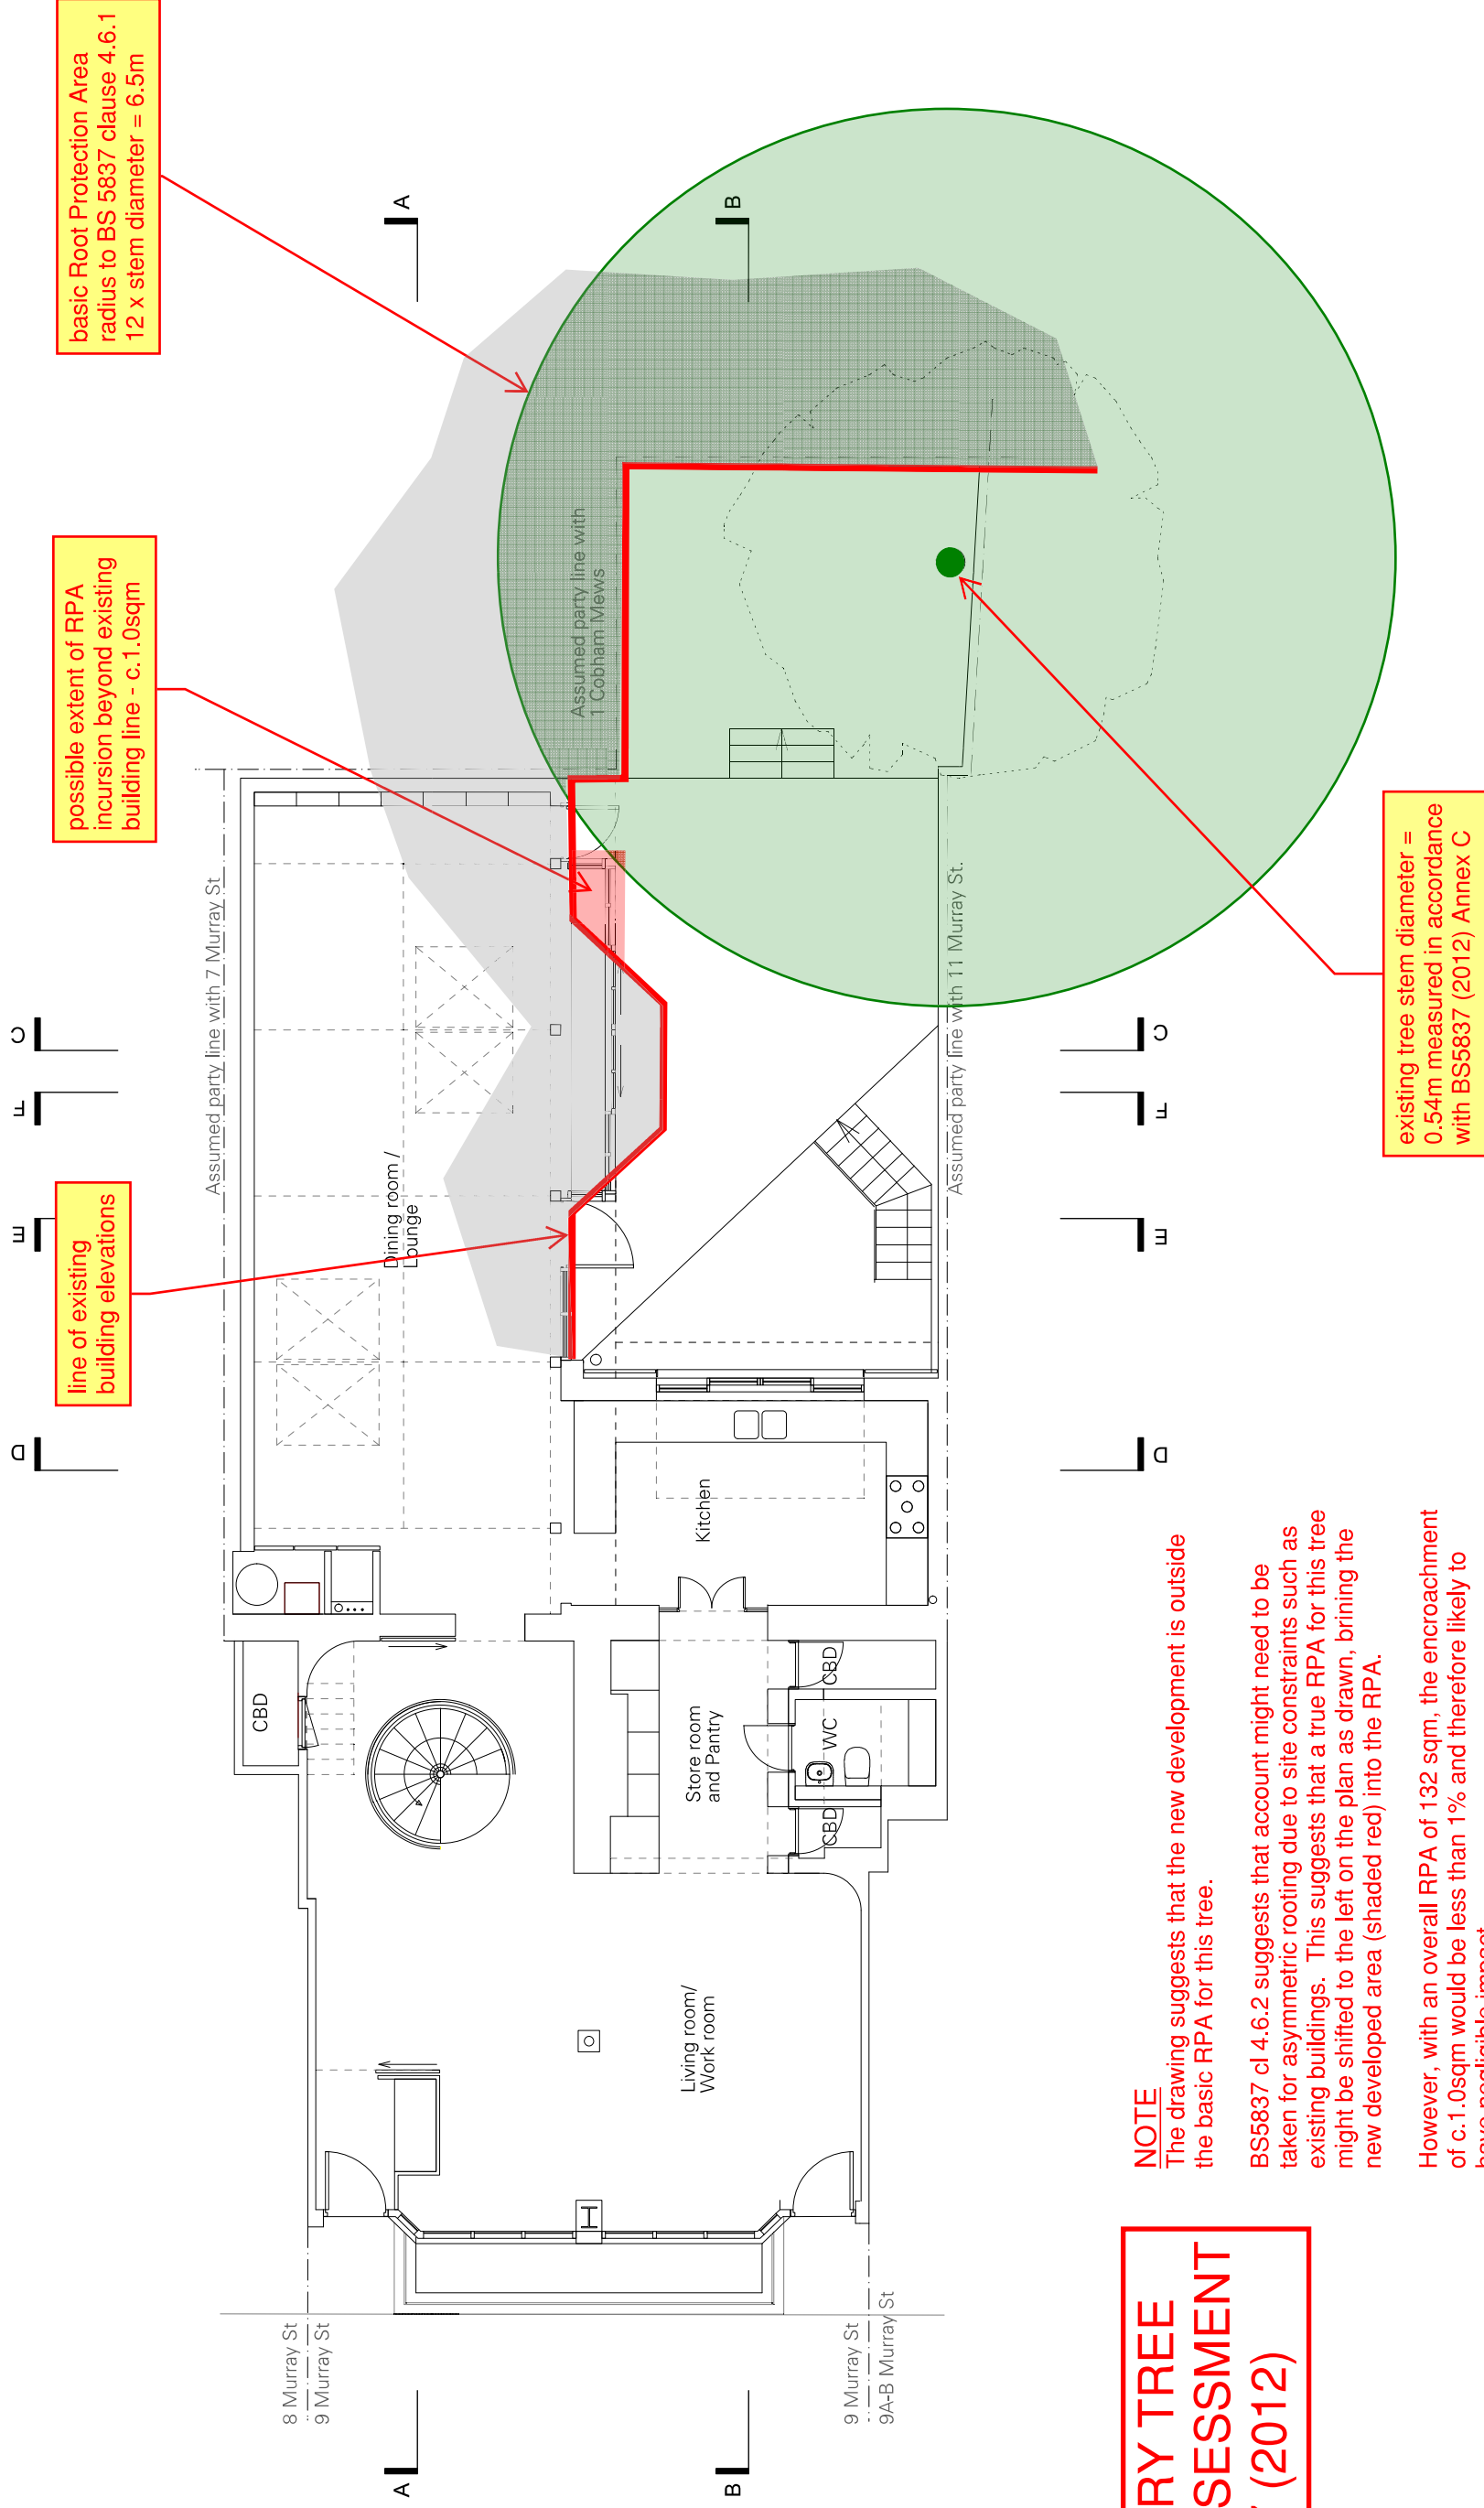 basic Root Protection Area
radius to BS 5837 clause 4.6.1
12 x stem diameter = 6.5m
possible extent of RPA
incursion beyond existing
building line - c.1.0sqm
line of existing
building elevations
existing tree stem diameter =
0.54m measured in accordance
with BS5837 (2012) Annex C
8 Murray St
9 Murray St
9 Murray St
9A-B Murray St
Assumed party line with 7 Murray St
Assumed party line with
1 Cobham Mews
Assumed party line with 11 Murray St.
Dining room /
Lounge
Kitchen
CBD
Store room
and Pantry
CBD
WC
CBD
Living room/
Work room
A
A
B
B
C
C
F
F
E
E
D
D
NOTE
The drawing suggests that the new development is outside
the basic RPA for this tree.
BS5837 cl 4.6.2 suggests that account might need to be
taken for asymmetric rooting due to site constraints such as
existing buildings. This suggests that a true RPA for this tree
might be shifted to the left on the plan as drawn, brining the
new developed area (shaded red) into the RPA.
However, with an overall RPA of 132 sqm, the encroachment
of c.1.0sqm would be less than 1% and therefore likely to
have negligible impact
RY TREE
SESSMENT
(2012)